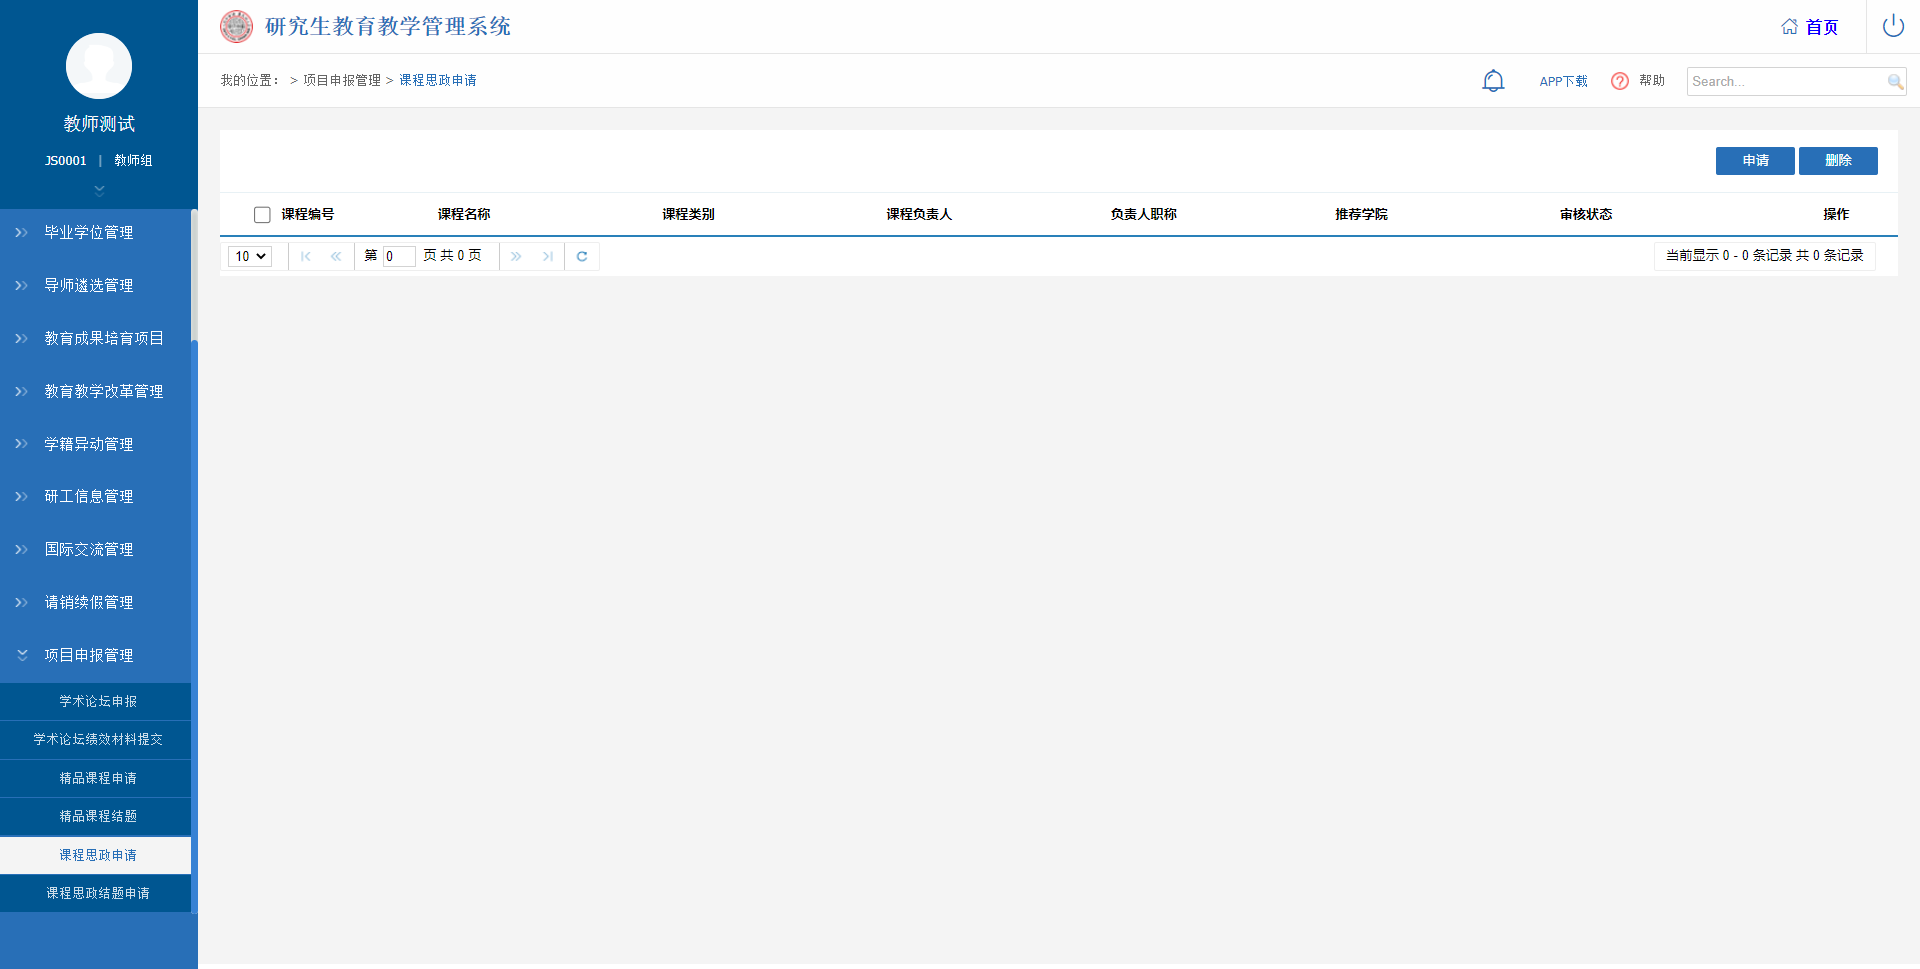 研究生教育教学管理系统
首页
教师测试
JS0001 | 教师组
我的位置： > 项目申报管理 > 课程思政申请
APP下载
帮助
Search...
申请
删除
课程编号 课程名称 课程类别 课程负责人 负责人职称 推荐学院 审核状态 操作
10 第 0 页 共 0 页
当前显示 0 - 0 条记录 共 0 条记录
毕业学位管理
导师遴选管理
教育成果培育项目
教育教学改革管理
学籍异动管理
研工信息管理
国际交流管理
请销续假管理
项目申报管理
学术论坛申报
学术论坛绩效材料提交
精品课程申请
精品课程结题
课程思政申请
课程思政结题申请